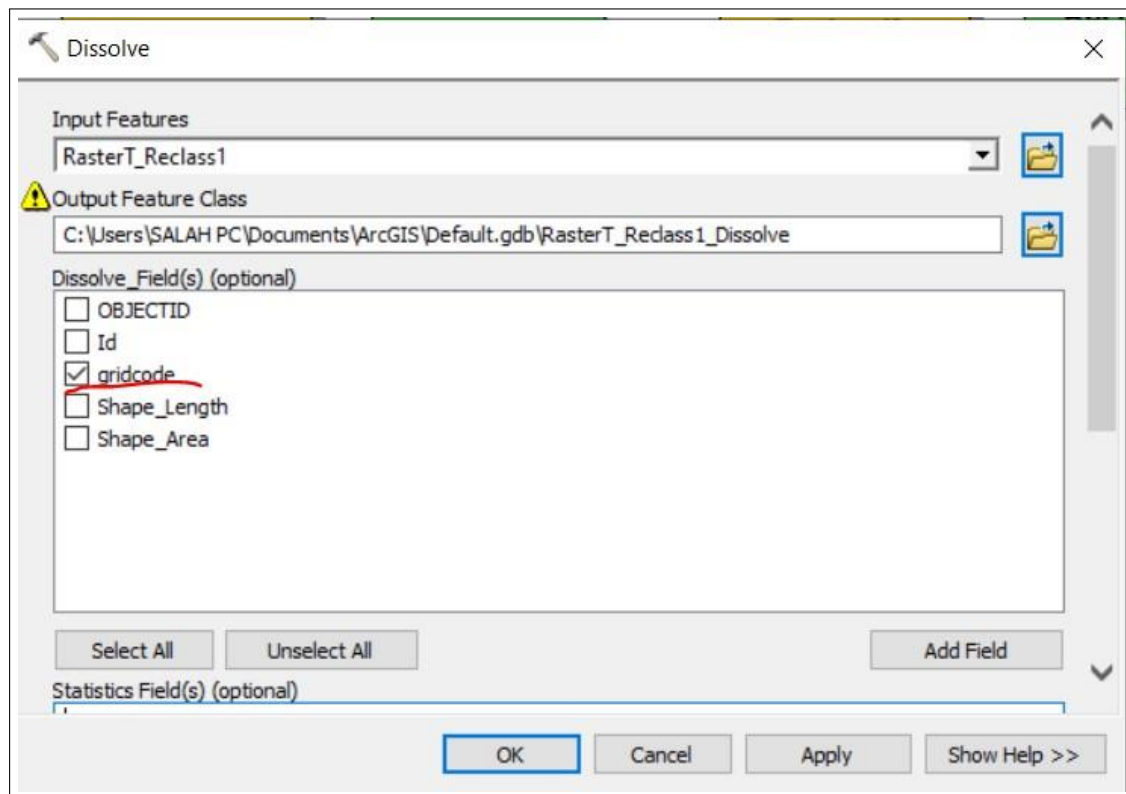 Dissolve
Input Features
RasterT_Reclass1
Output Feature Class
C:\Users\SALAH PC\Documents\ArcGIS\Default.gdb\RasterT_Reclass1_Dissolve
Dissolve_Field(s) (optional)
OBJECTID
Id
gridcode
Shape_Length
Shape_Area
Select All Unselect All Add Field
Statistics Field(s) (optional)
OK Cancel Apply Show Help >>